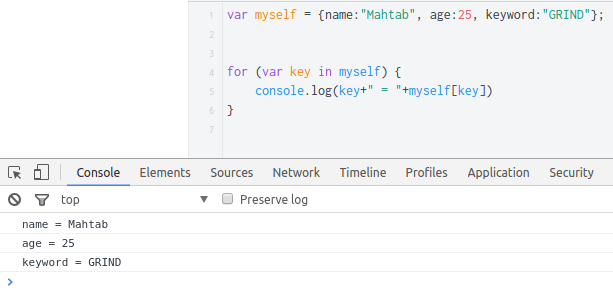 1 var myself = {name:"Mahtab", age:25, keyword:"GRIND"};
2
3
4 for (var key in myself) {
5     console.log(key+" = "+myself[key])
6 }
7
Console Elements Sources Network Timeline Profiles Application Security
top Preserve log
name = Mahtab
age = 25
keyword = GRIND
>